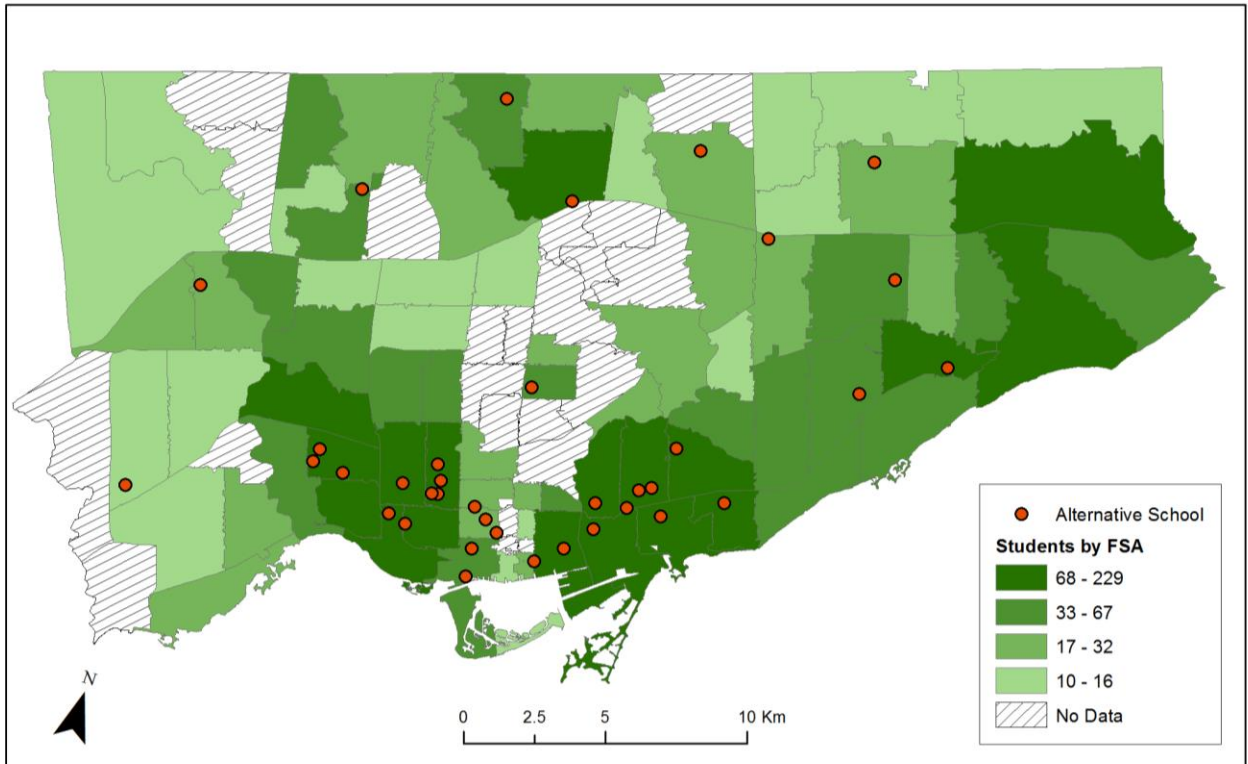 N
0 2.5 5 10 Km
Alternative School
Students by FSA
68 - 229
33 - 67
17 - 32
10 - 16
No Data